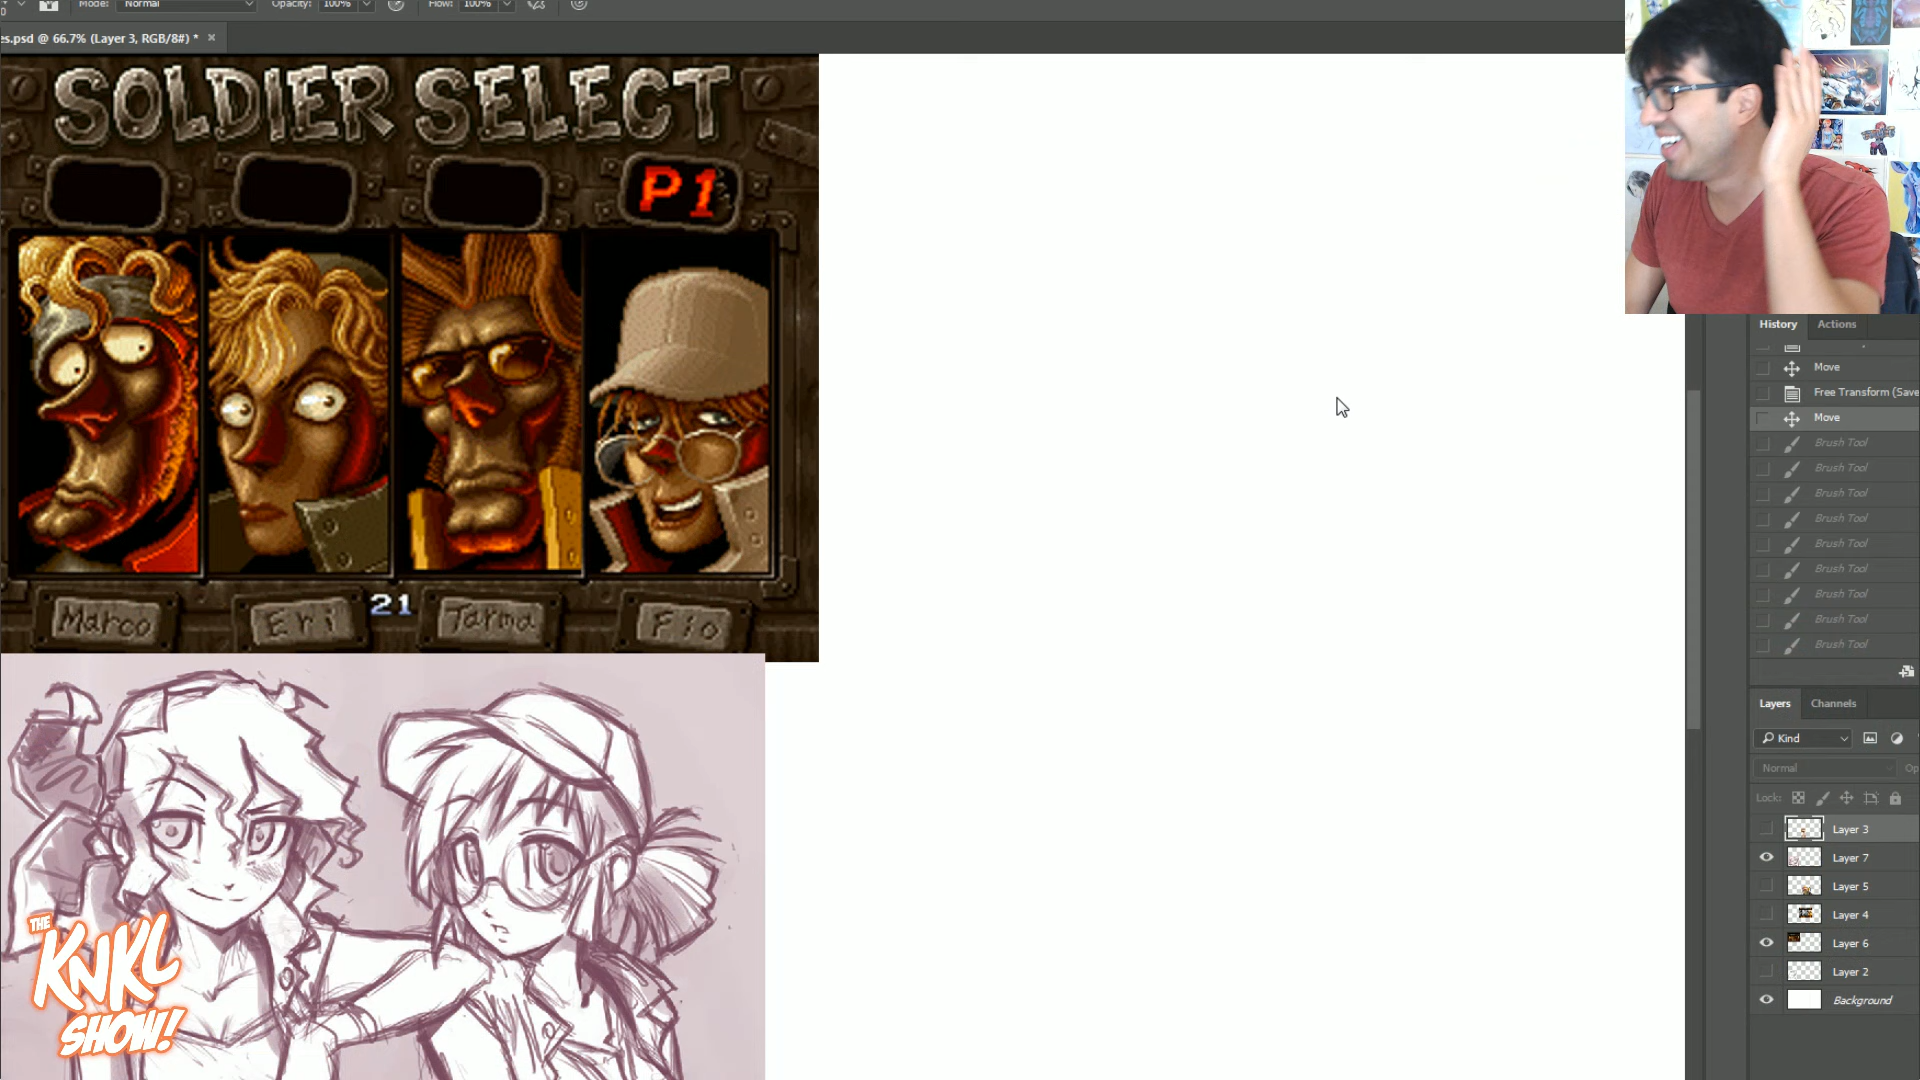 Mode: Normal Opacity: 100% Flow: 100%
es.psd @ 66.7% (Layer 3, RGB/8#) *
SOLDIER SELECT
P1
21
Marco Eri Tarma Fio
THE
KNKL
SHOW!
History Actions
Move
Free Transform (Save
Move
Brush Tool
Brush Tool
Brush Tool
Brush Tool
Brush Tool
Brush Tool
Brush Tool
Brush Tool
Brush Tool
Layers Channels
Kind
Normal Op
Lock:
Layer 3
Layer 7
Layer 5
Layer 4
Layer 6
Layer 2
Background